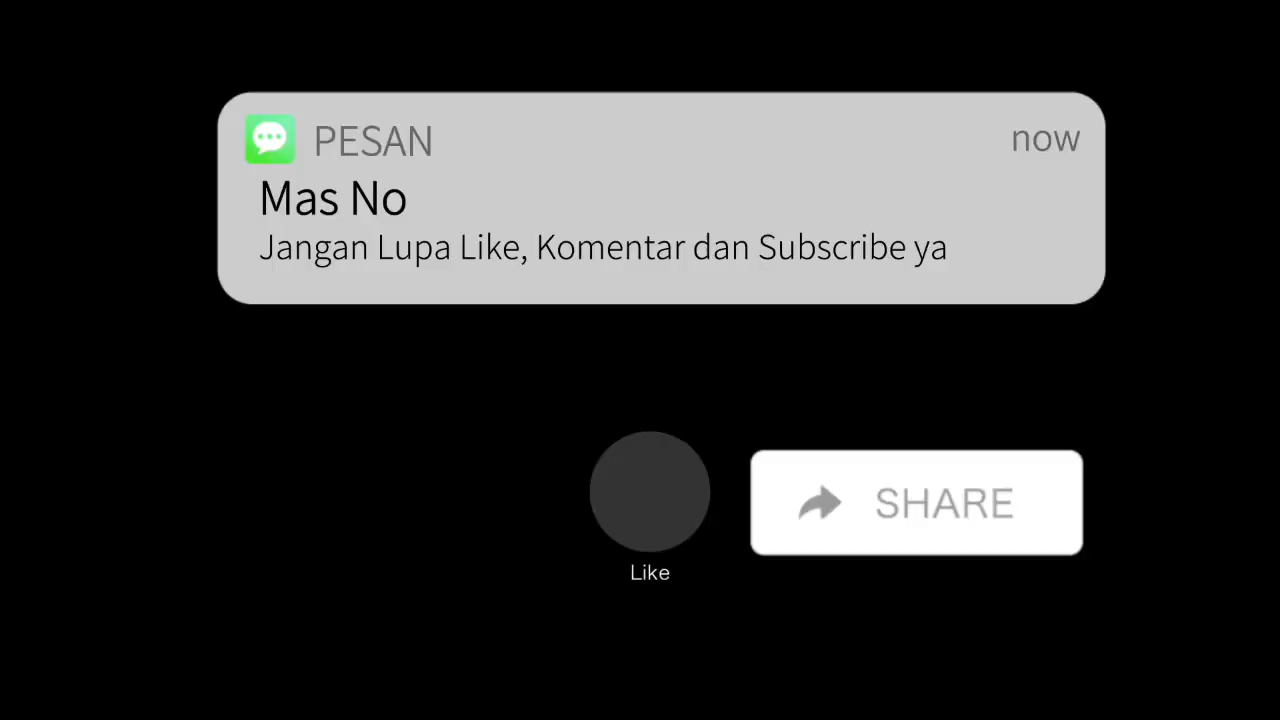 PESAN
now
Mas No
Jangan Lupa Like, Komentar dan Subscribe ya
SHARE
Like